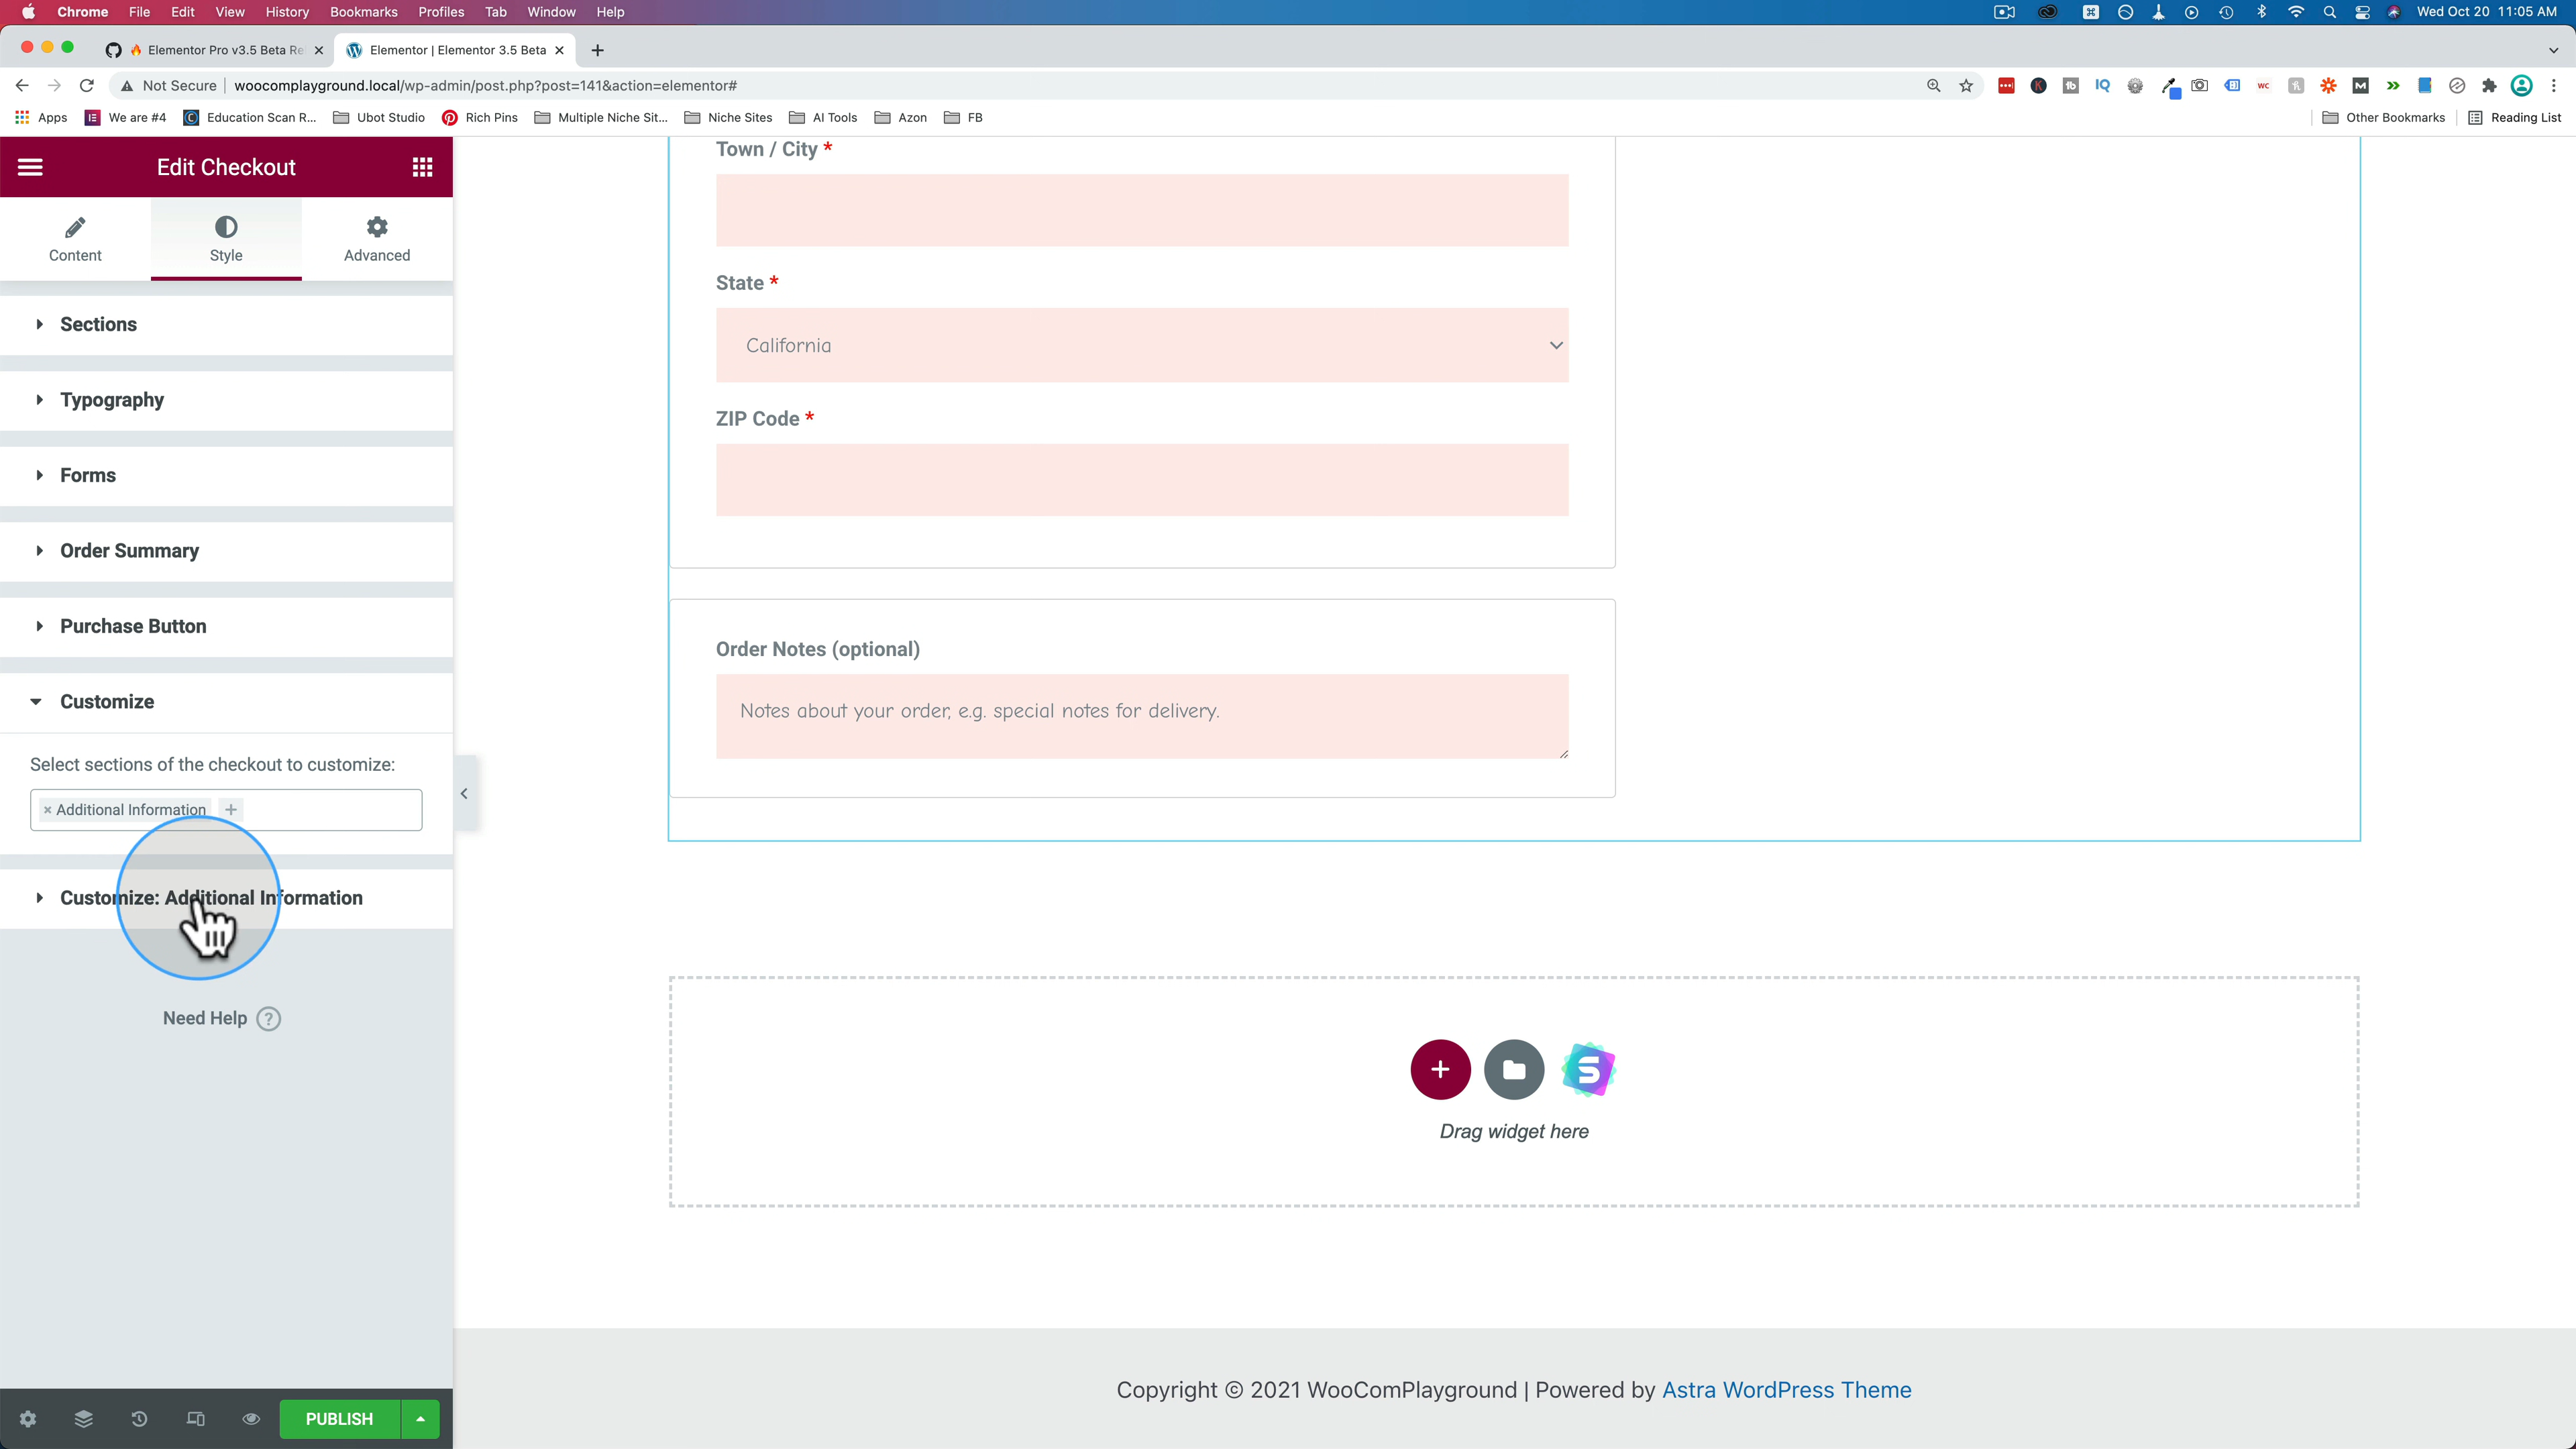 Chrome File Edit View History Bookmarks Profiles Tab Window Help Wed Oct 20 11:05 AM
Elementor Pro v3.5 Beta Re Elementor | Elementor 3.5 Beta
Not Secure woocomplayground.local/wp-admin/post.php?post=141&action=elementor#
Apps We are #4 Education Scan R... Ubot Studio Rich Pins Multiple Niche Sit... Niche Sites AI Tools Azon FB Other Bookmarks Reading List
Edit Checkout
Content Style Advanced
Sections
Typography
Forms
Order Summary
Purchase Button
Customize
Select sections of the checkout to customize:
× Additional Information +
Customize: Additional Information
Need Help ?
PUBLISH
Town / City *
State *
California
ZIP Code *
Order Notes (optional)
Notes about your order, e.g. special notes for delivery.
Drag widget here
Copyright © 2021 WooComPlayground | Powered by Astra WordPress Theme